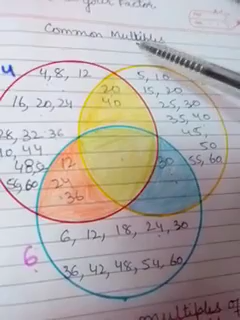 your Factor.
Common Multiples
4
4, 8, 12
16, 20, 24
28, 32, 36
40, 44
48
56, 60
20
40
5, 10
15, 20
25, 30
35, 40
45,
50
55, 60
12
24
36
30
6
6, 12, 18, 24, 30
36, 42, 48, 54, 60
multiples of